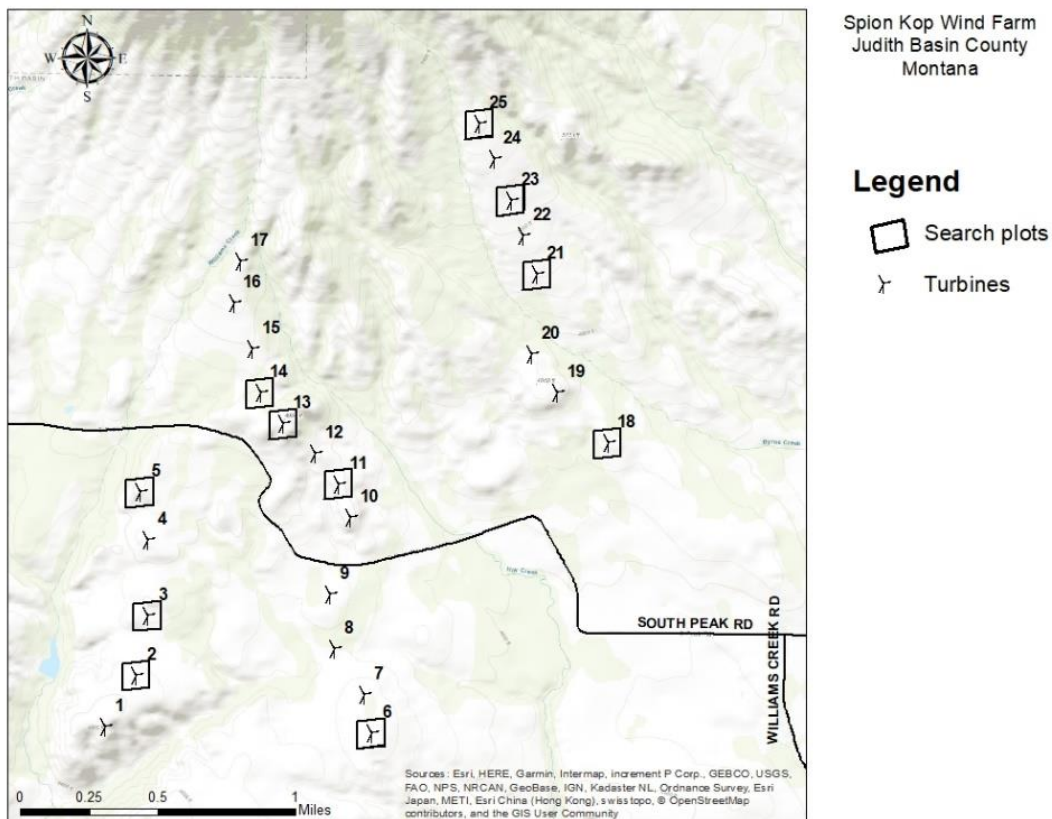 Spion Kop Wind Farm
Judith Basin County
Montana
N
W E
S
Legend
Search plots
Turbines
25
24
23
22
21
20
19
18
17
16
15
14
13
12
11
10
9
8
7
6
5
4
3
2
1
SOUTH PEAK RD
WILLIAMS CREEK RD
0 0.25 0.5 1
Miles
Sources: Esri, HERE, Garmin, Intermap, increment P Corp., GEBCO, USGS,
FAO, NPS, NRCAN, GeoBase, IGN, Kadaster NL, Ordnance Survey, Esri
Japan, METI, Esri China (Hong Kong), swisstopo, © OpenStreetMap
contributors, and the GIS User Community